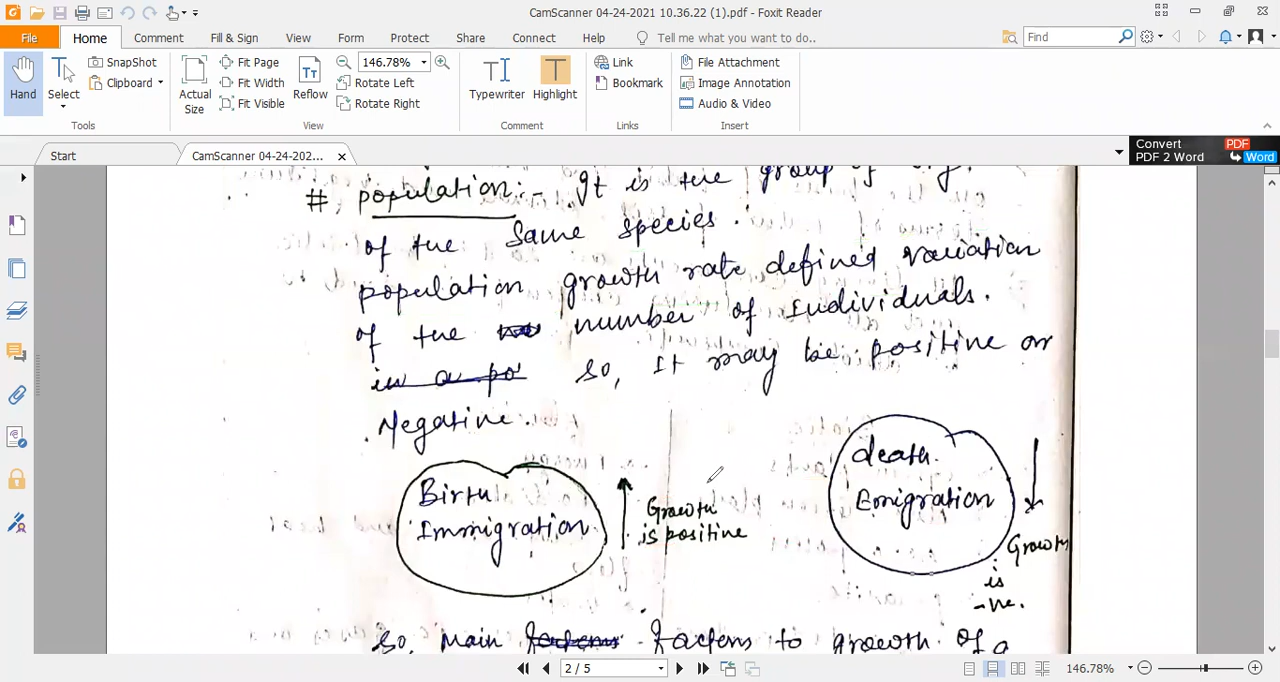 CamScanner 04-24-2021 10.36.22 (1).pdf - Foxit Reader
File Home Comment Fill & Sign View Form Protect Share Connect Help Tell me what you want to do.. Find
Hand Select SnapShot Clipboard Actual Size Fit Page Fit Width Fit Visible Reflow 146.78% Rotate Left Rotate Right Typewriter Highlight Link Bookmark File Attachment Image Annotation Audio & Video
Tools View Comment Links Insert
Start CamScanner 04-24-202... Convert PDF 2 Word PDF Word
# population :- It is the group of
of the same species.
population growth rate defined variation
of the number of Individuals.
so, It may be positive or
Negative.
Birth
Immigration
Growth
is positive
death.
Emigration
Growth
is
-ve.
so, main factors to growth of a
2 / 5 146.78%